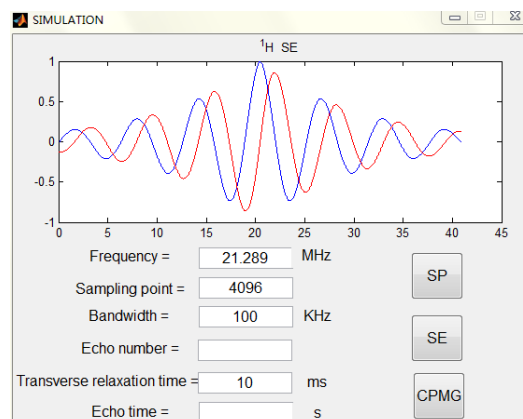 SIMULATION
¹H SE
1
0.5
0
-0.5
-1
0 5 10 15 20 25 30 35 40 45
Frequency = 21.289 MHz
Sampling point = 4096
Bandwidth = 100 KHz
Echo number =
Transverse relaxation time = 10 ms
Echo time = s
SP
SE
CPMG